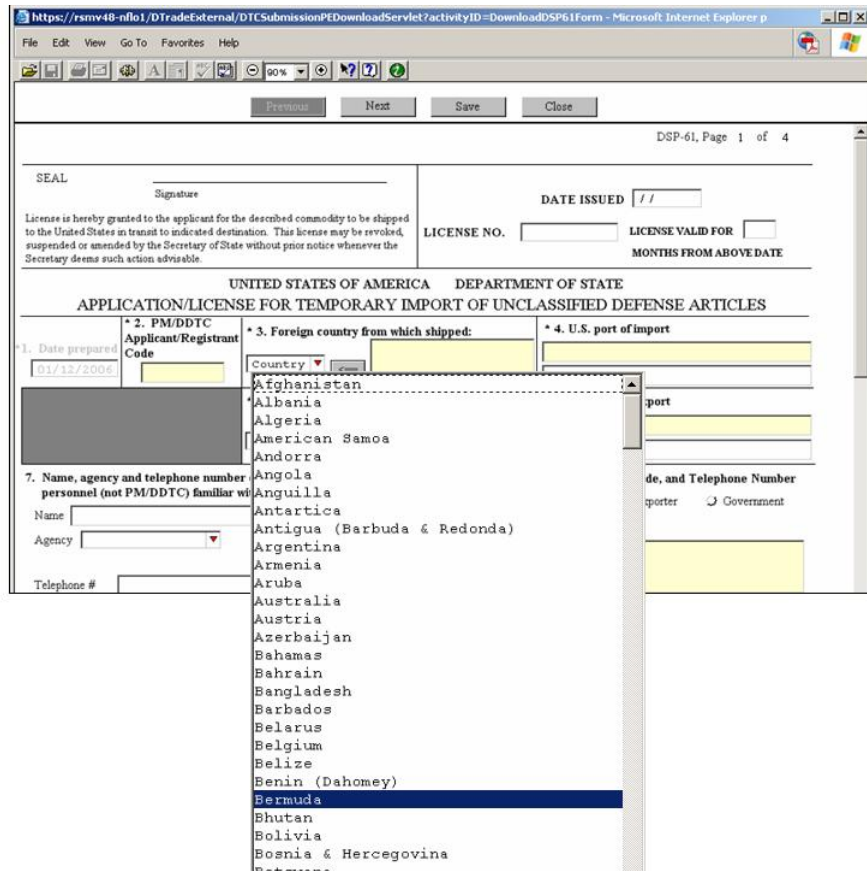 https://rsmv48-nflo1/DTradeExternal/DTCSubmissionPEDownloadServlet?activityID=DownloadDSP61Form - Microsoft Internet Explorer p
File Edit View Go To Favorites Help
90%
Previous Next Save Close
DSP-61, Page 1 of 4
SEAL
Signature
DATE ISSUED / /
License is hereby granted to the applicant for the described commodity to be shipped
to the United States in transit to indicated destination. This license may be revoked,
suspended or amended by the Secretary of State without prior notice whenever the
Secretary deems such action advisable.
LICENSE NO. LICENSE VALID FOR
MONTHS FROM ABOVE DATE
UNITED STATES OF AMERICA DEPARTMENT OF STATE
APPLICATION/LICENSE FOR TEMPORARY IMPORT OF UNCLASSIFIED DEFENSE ARTICLES
*1. Date prepared
01/12/2006
* 2. PM/DDTC
Applicant/Registrant
Code
* 3. Foreign country from which shipped:
Country
* 4. U.S. port of import
7. Name, agency and telephone number
personnel (not PM/DDTC) familiar
de, and Telephone Number
porter Government
Name
Agency
Telephone #
Afghanistan
Albania
Algeria
American Samoa
Andorra
Angola
Anguilla
Antartica
Antigua (Barbuda & Redonda)
Argentina
Armenia
Aruba
Australia
Austria
Azerbaijan
Bahamas
Bahrain
Bangladesh
Barbados
Belarus
Belgium
Belize
Benin (Dahomey)
Bermuda
Bhutan
Bolivia
Bosnia & Hercegovina